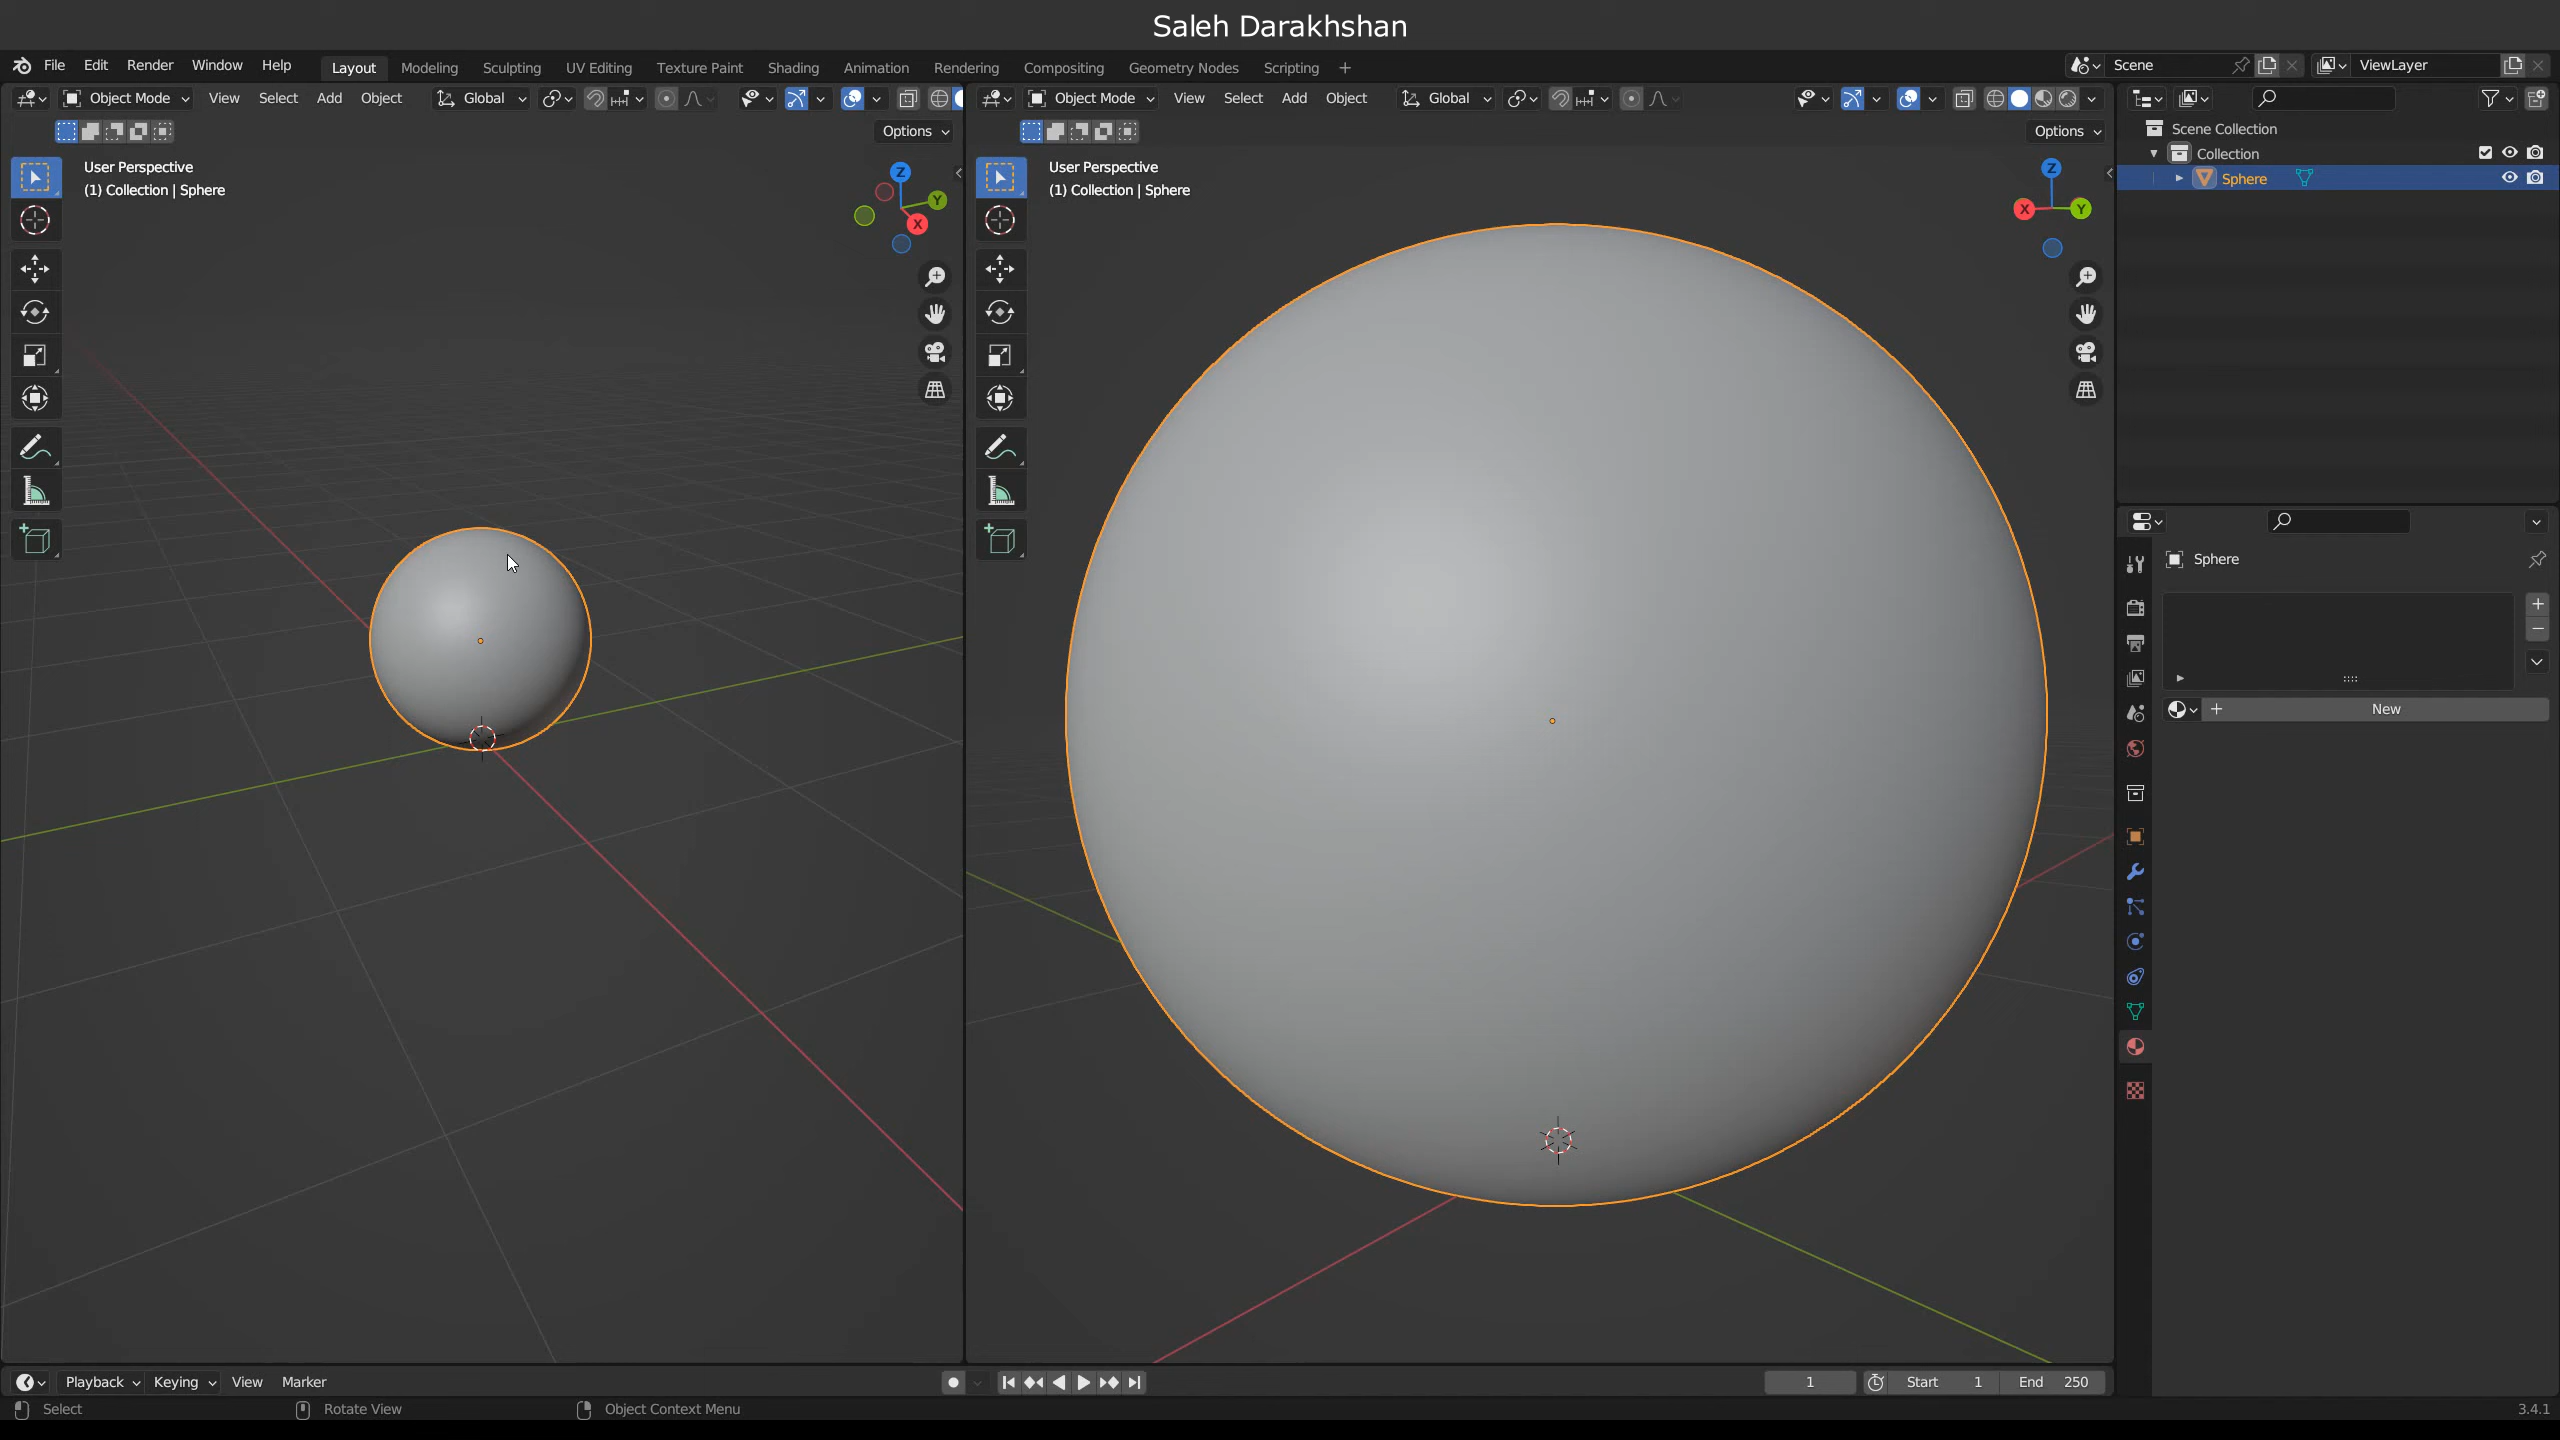 Saleh Darakhshan
File Edit Render Window Help Layout Modeling Sculpting UV Editing Texture Paint Shading Animation Rendering Compositing Geometry Nodes Scripting + Scene ViewLayer
Object Mode View Select Add Object Global
Options
User Perspective
(1) Collection | Sphere
Z
Y
X
Object Mode View Select Add Object Global
Options
User Perspective
(1) Collection | Sphere
Z
X Y
Scene Collection
Collection
Sphere
Sphere
New
Playback Keying View Marker 1 Start 1 End 250
Select Rotate View Object Context Menu 3.4.1